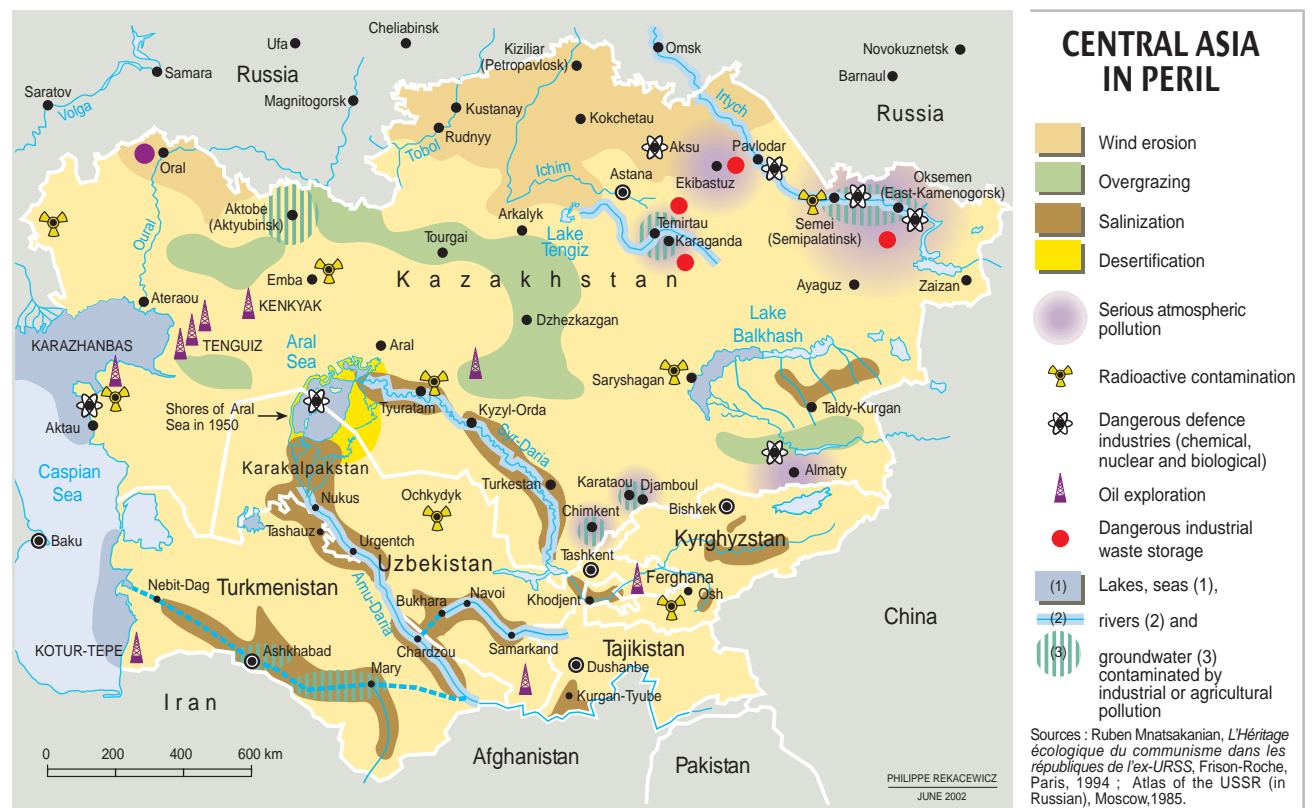 Cheliabinsk
Ufa
Kiziliar
(Petropavlosk)
Omsk
Novokuznetsk
Samara
Russia
Barnaul
Saratov
Magnitogorsk
Volga
Kustanay
Irtych
Russia
Kokchetau
Rudnyy
Tobol
Aksu
Pavlodar
Oral
Ichim
Astana
Ekibastuz
Oksemen
(East-Kamenogorsk)
Aktobe
(Aktyubinsk)
Arkalyk
Temirtau
Semei
(Semipalatinsk)
Oural
Lake
Tengiz
Karaganda
Tourgai
Emba
Kazakhstan
Ayaguz
Zaizan
Ateraou
KENKYAK
Dzhezkazgan
Lake
Balkhash
KARAZHANBAS
TENGUIZ
Aral
Sea
Aral
Saryshagan
Tyuratam
Shores of Aral
Sea in 1950
Kyzyl-Orda
Taldy-Kurgan
Aktau
Syr-Daria
Karakalpakstan
Almaty
Caspian
Sea
Turkestan
Karataou
Djamboul
Nukus
Ochkydyk
Chimkent
Bishkek
Tashauz
Baku
Urgentch
Kyrghyzstan
Uzbekistan
Tashkent
Nebit-Dag
Turkmenistan
Ferghana
Amu-Daria
Bukhara
Navoi
Khodjent
Osh
China
KOTUR-TEPE
Ashkhabad
Chardzou
Samarkand
Tajikistan
Mary
Dushanbe
Iran
Kurgan-Tyube
Afghanistan
Pakistan
0 200 400 600 km
PHILIPPE REKACEWICZ
JUNE 2002
CENTRAL ASIA
IN PERIL
Wind erosion
Overgrazing
Salinization
Desertification
Serious atmospheric
pollution
Radioactive contamination
Dangerous defence
industries (chemical,
nuclear and biological)
Oil exploration
Dangerous industrial
waste storage
(1) Lakes, seas (1),
(2) rivers (2) and
(3) groundwater (3)
contaminated by
industrial or agricultural
pollution
Sources : Ruben Mnatsakanian, L'Héritage
écologique du communisme dans les
républiques de l'ex-URSS, Frison-Roche,
Paris, 1994 ; Atlas of the USSR (in
Russian), Moscow,1985.